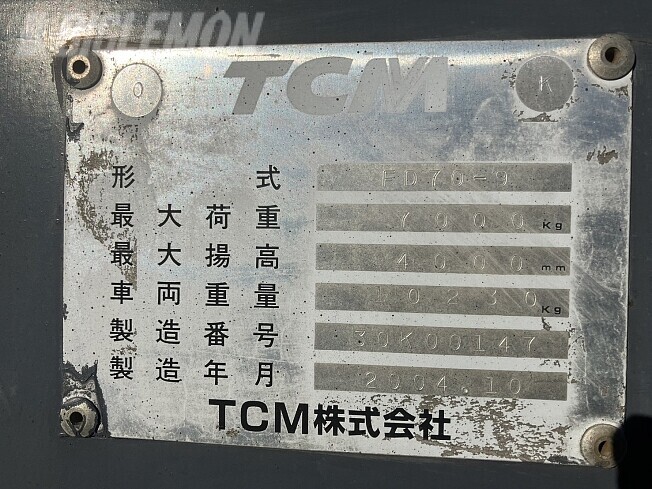 BIGLEMON
TCM
形式 FD70-9
最大荷重 7000 Kg
最大揚高 4000 mm
車両重量 10230 Kg
製造番号 30K00147
製造年月 2004.10
TCM株式会社